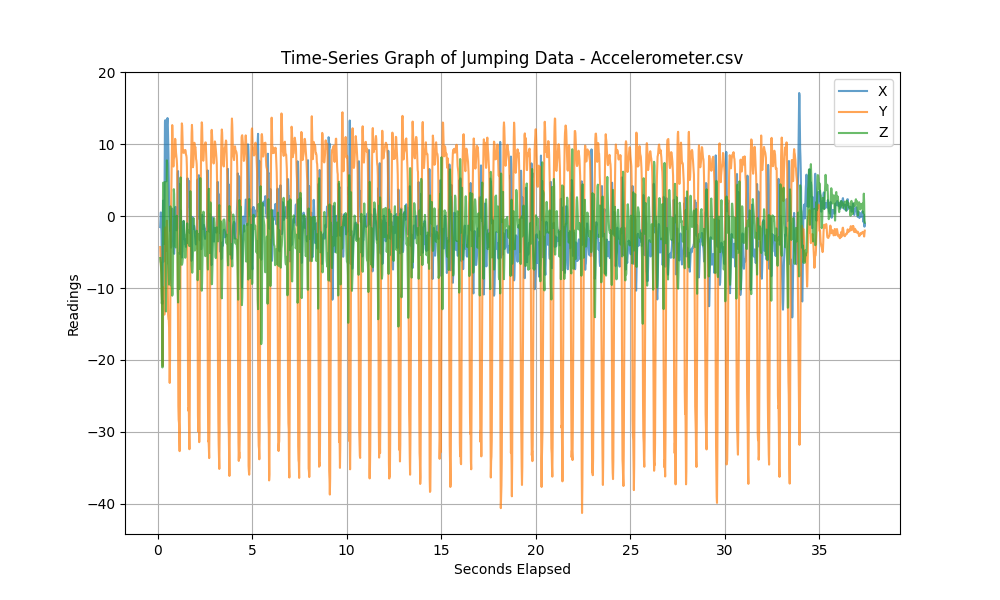 Time-Series Graph of Jumping Data - Accelerometer.csv
X
Y
Z
20
10
0
−10
−20
−30
−40
Readings
0 5 10 15 20 25 30 35
Seconds Elapsed